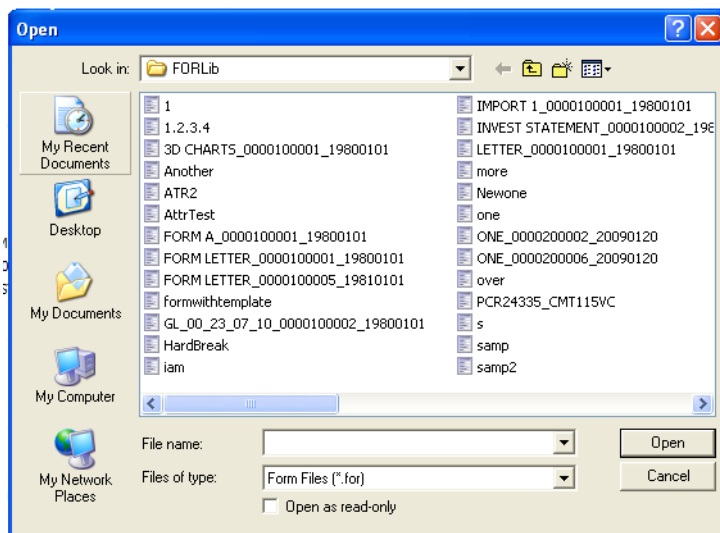 Open
Look in: FORLib
My Recent Documents
Desktop
My Documents
My Computer
My Network Places
1
1.2.3.4
3D CHARTS_0000100001_19800101
Another
ATR2
AttrTest
FORM A_0000100001_19800101
FORM LETTER_0000100001_19800101
FORM LETTER_0000100005_19810101
formwithtemplate
GL_00_23_07_10_0000100002_19800101
HardBreak
iam
IMPORT 1_0000100001_19800101
INVEST STATEMENT_0000100002_198
LETTER_0000100001_19800101
more
Newone
one
ONE_0000200002_20090120
ONE_0000200006_20090120
over
PCR24335_CMT115VC
s
samp
samp2
File name:
Open
Files of type: Form Files (*.for)
Cancel
Open as read-only